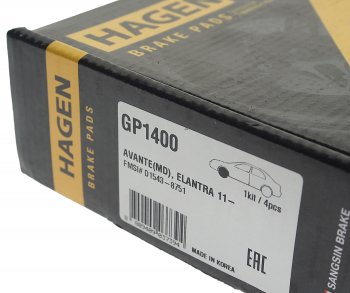 HAGEN
BRAKE PADS
HAGEN
BRAKE PADS
GP1400
AVANTE(MD), ELANTRA 11-
FMSI# D1543-8751
1kit / 4pcs
MADE IN KOREA
EAC
SANGSIN BRAKE